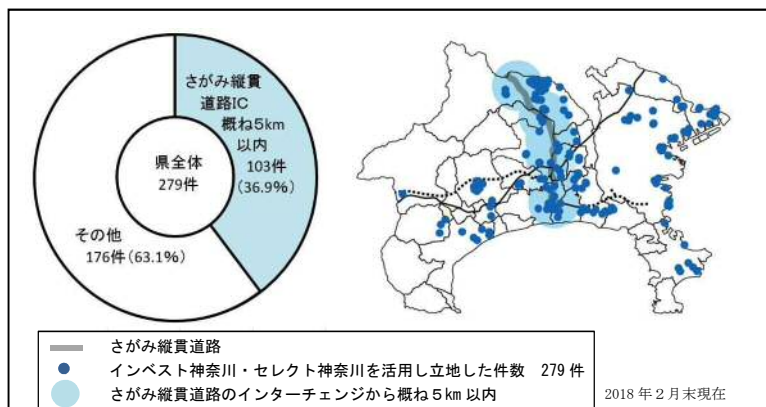 さがみ縦貫
道路IC
概ね5km
以内
103件
(36.9%)
県全体
279件
その他
176件(63.1%)
さがみ縦貫道路
インベスト神奈川・セレクト神奈川を活用し立地した件数 279件
さがみ縦貫道路のインターチェンジから概ね5km以内
2018年2月末現在